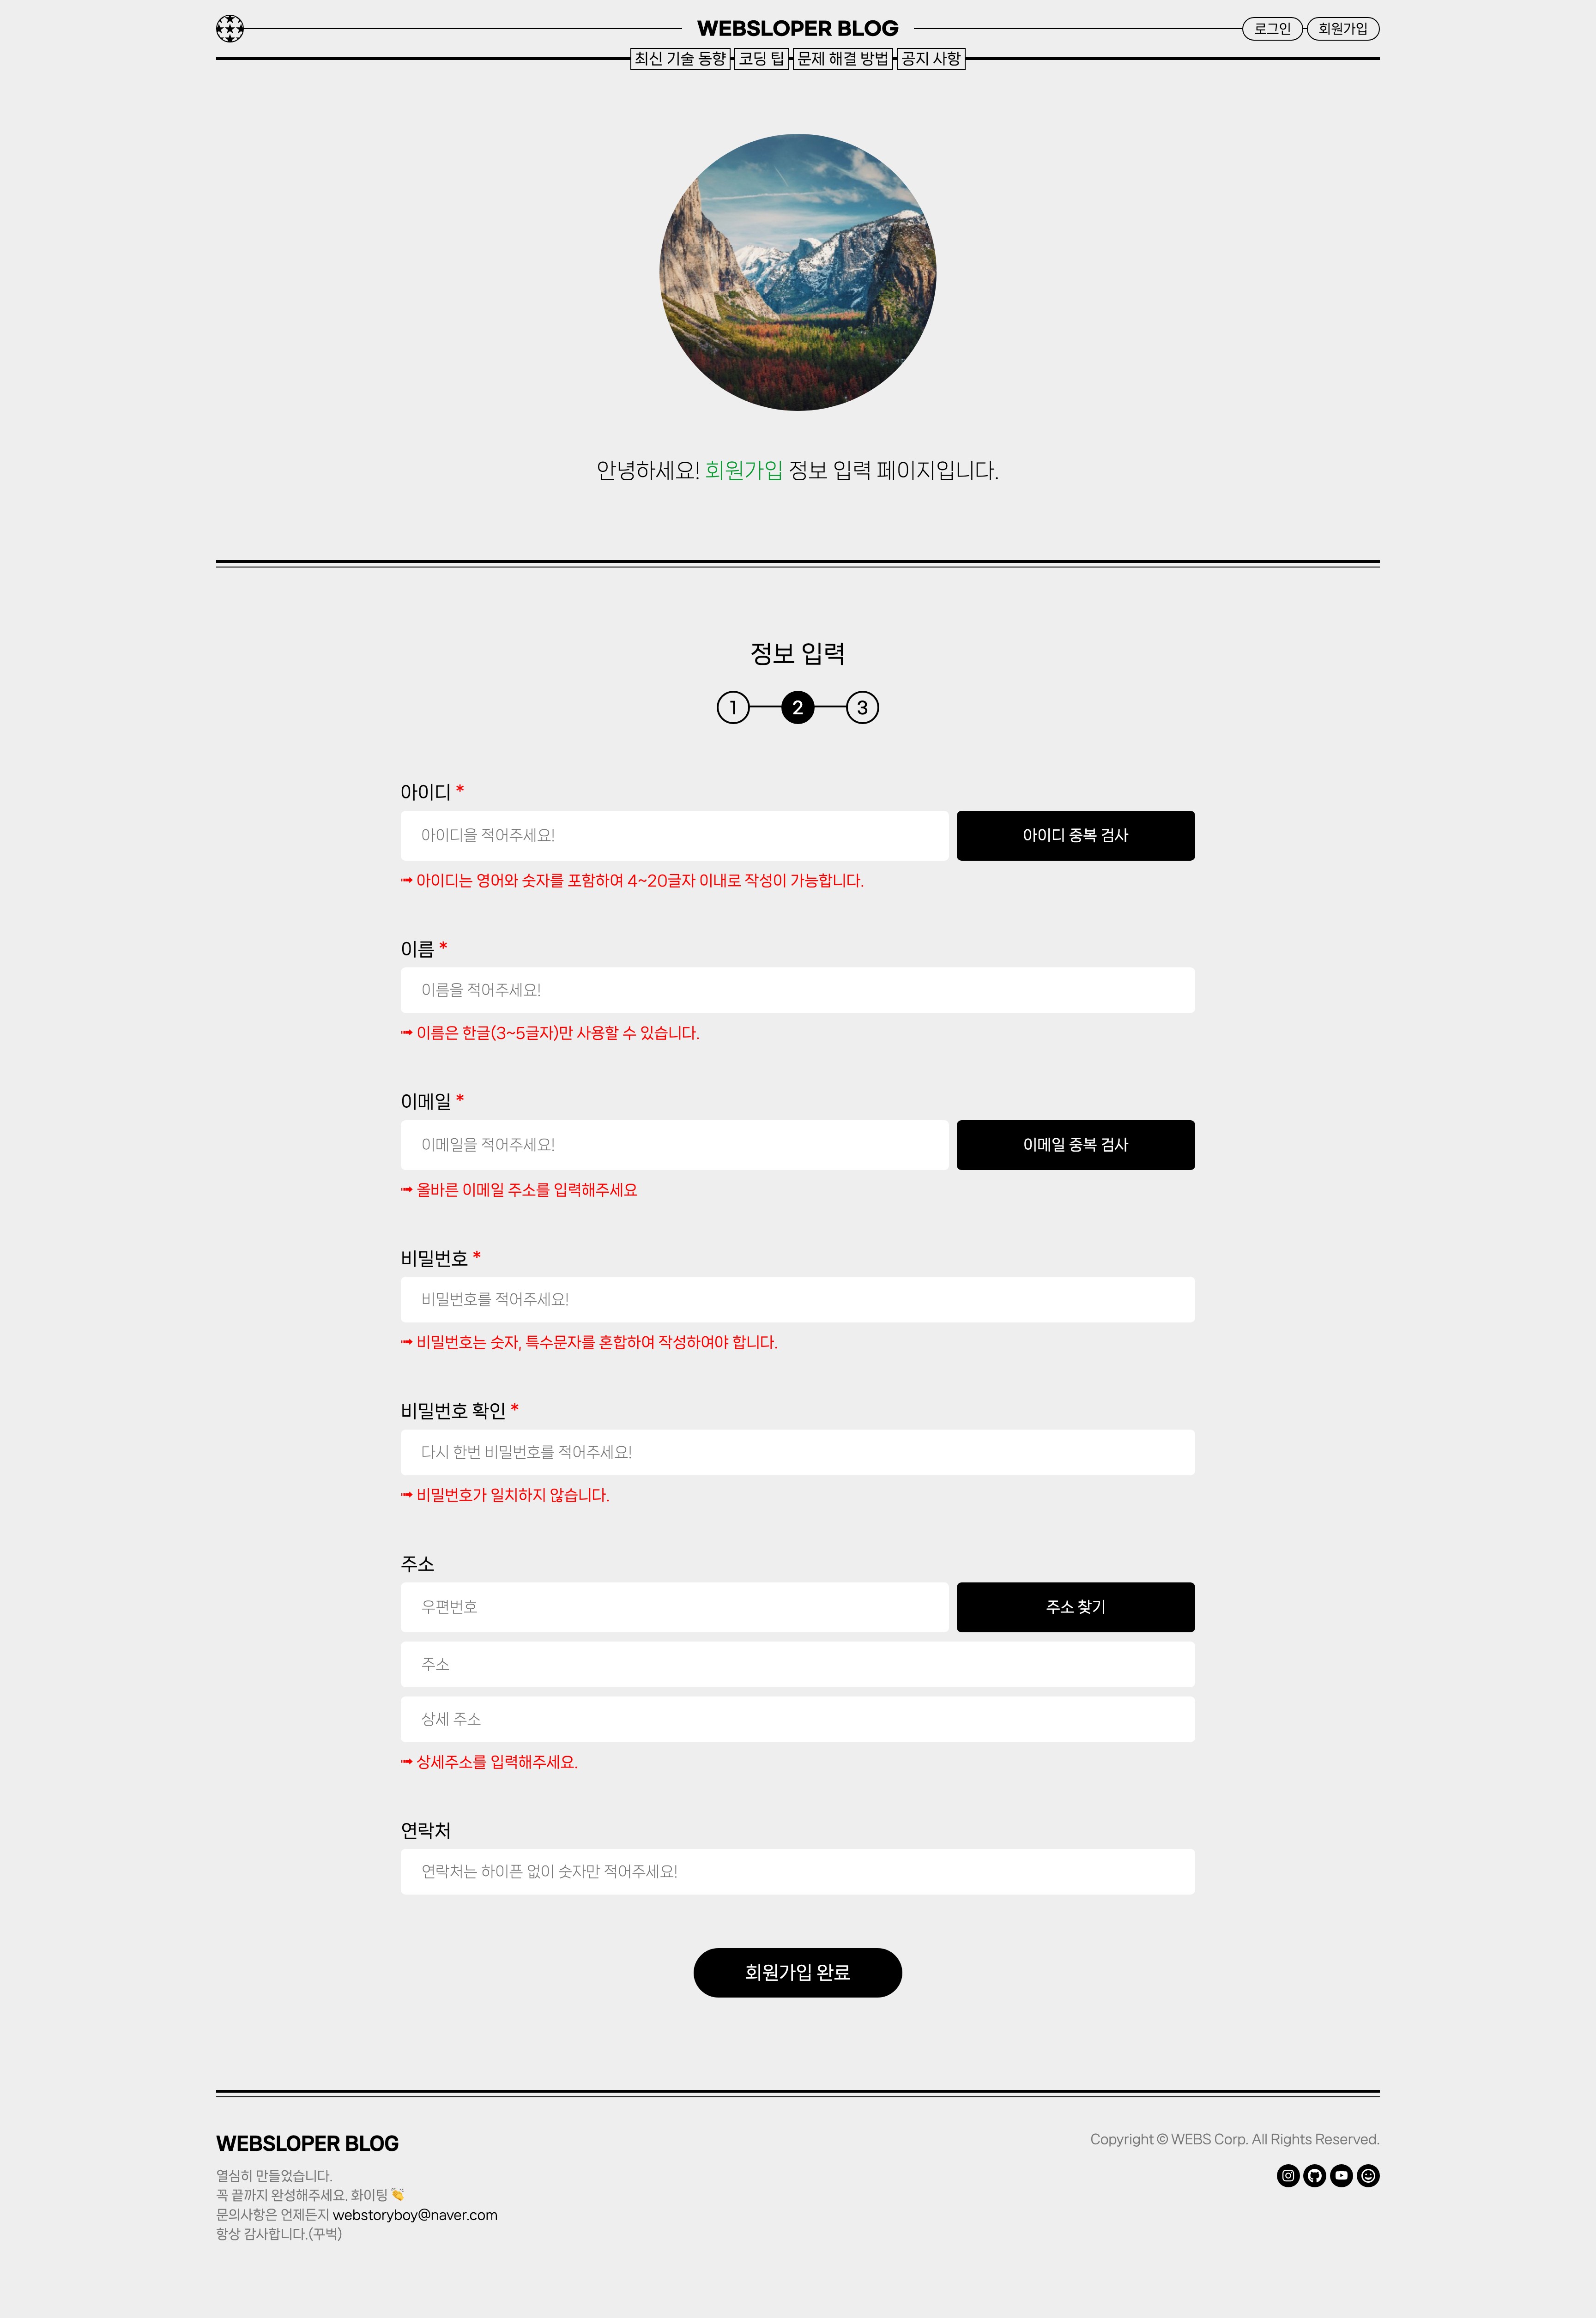 WEBSLOPER BLOG
로그인
회원가입
최신 기술 동향
코딩 팁
문제 해결 방법
공지 사항
안녕하세요! 회원가입 정보 입력 페이지입니다.
정보 입력
1
2
3
아이디 *
아이디을 적어주세요!
아이디 중복 검사
➟ 아이디는 영어와 숫자를 포함하여 4~20글자 이내로 작성이 가능합니다.
이름 *
이름을 적어주세요!
➟ 이름은 한글(3~5글자)만 사용할 수 있습니다.
이메일 *
이메일을 적어주세요!
이메일 중복 검사
➟ 올바른 이메일 주소를 입력해주세요
비밀번호 *
비밀번호를 적어주세요!
➟ 비밀번호는 숫자, 특수문자를 혼합하여 작성하여야 합니다.
비밀번호 확인 *
다시 한번 비밀번호를 적어주세요!
➟ 비밀번호가 일치하지 않습니다.
주소
우편번호
주소 찾기
주소
상세 주소
➟ 상세주소를 입력해주세요.
연락처
연락처는 하이픈 없이 숫자만 적어주세요!
회원가입 완료
WEBSLOPER BLOG
열심히 만들었습니다.
꼭 끝까지 완성해주세요. 화이팅 👏
문의사항은 언제든지 webstoryboy@naver.com
항상 감사합니다.(꾸벅)
Copyright © WEBS Corp. All Rights Reserved.